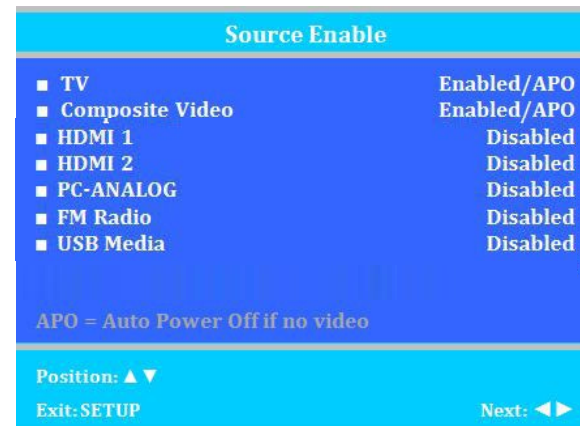 Source Enable
■ TV Enabled/APO
■ Composite Video Enabled/APO
■ HDMI 1 Disabled
■ HDMI 2 Disabled
■ PC-ANALOG Disabled
■ FM Radio Disabled
■ USB Media Disabled
APO = Auto Power Off if no video
Position: ▲ ▼
Exit: SETUP Next: ◀ ▶